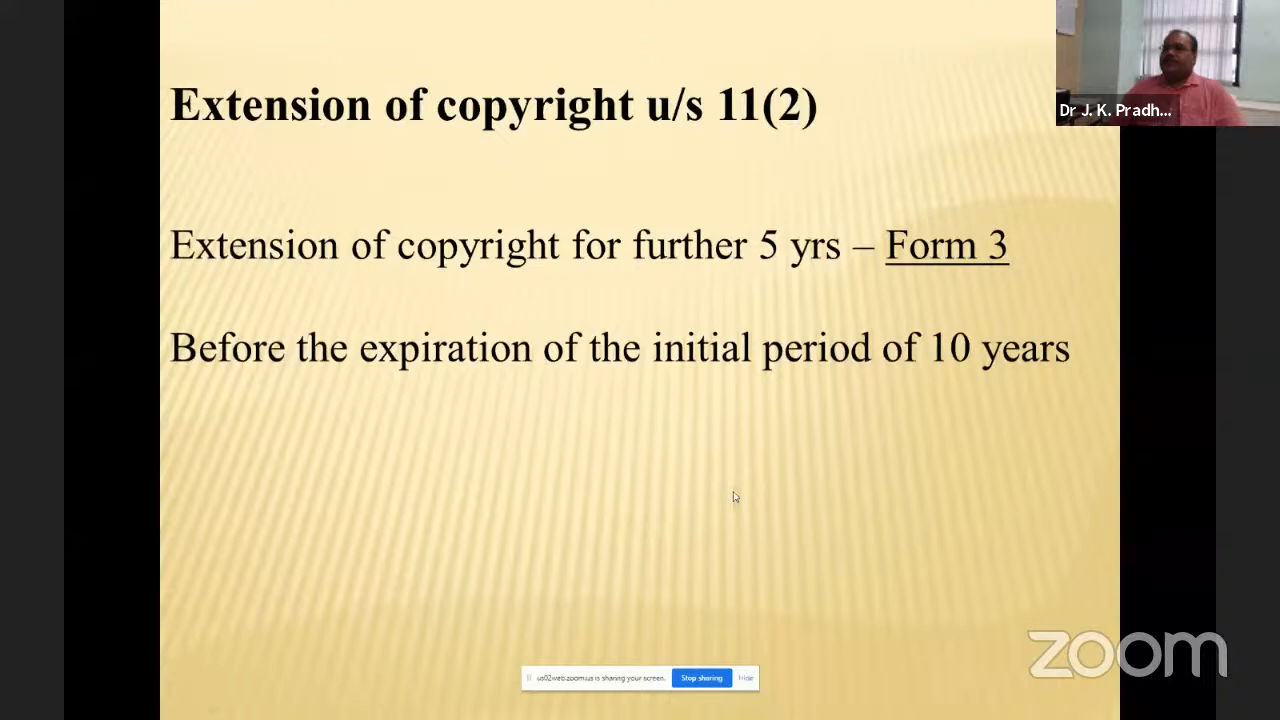 Extension of copyright u/s 11(2)
Dr J. K. Pradh...
Extension of copyright for further 5 yrs – Form 3
Before the expiration of the initial period of 10 years
zoom
us02web.zoom.us is sharing your screen. Stop sharing Hide